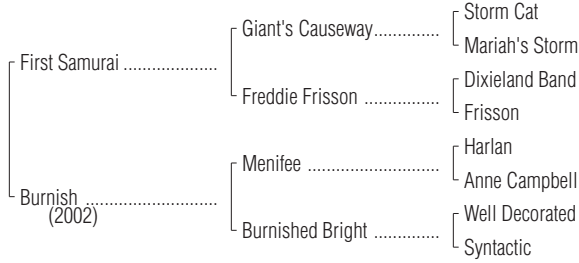 Storm Cat
Giant's Causeway..............
Mariah's Storm
First Samurai ....................
Dixieland Band
Freddie Frisson ................
Frisson
Harlan
Menifee ............................
Anne Campbell
Burnish ............................
(2002)
Well Decorated
Burnished Bright ..............
Syntactic